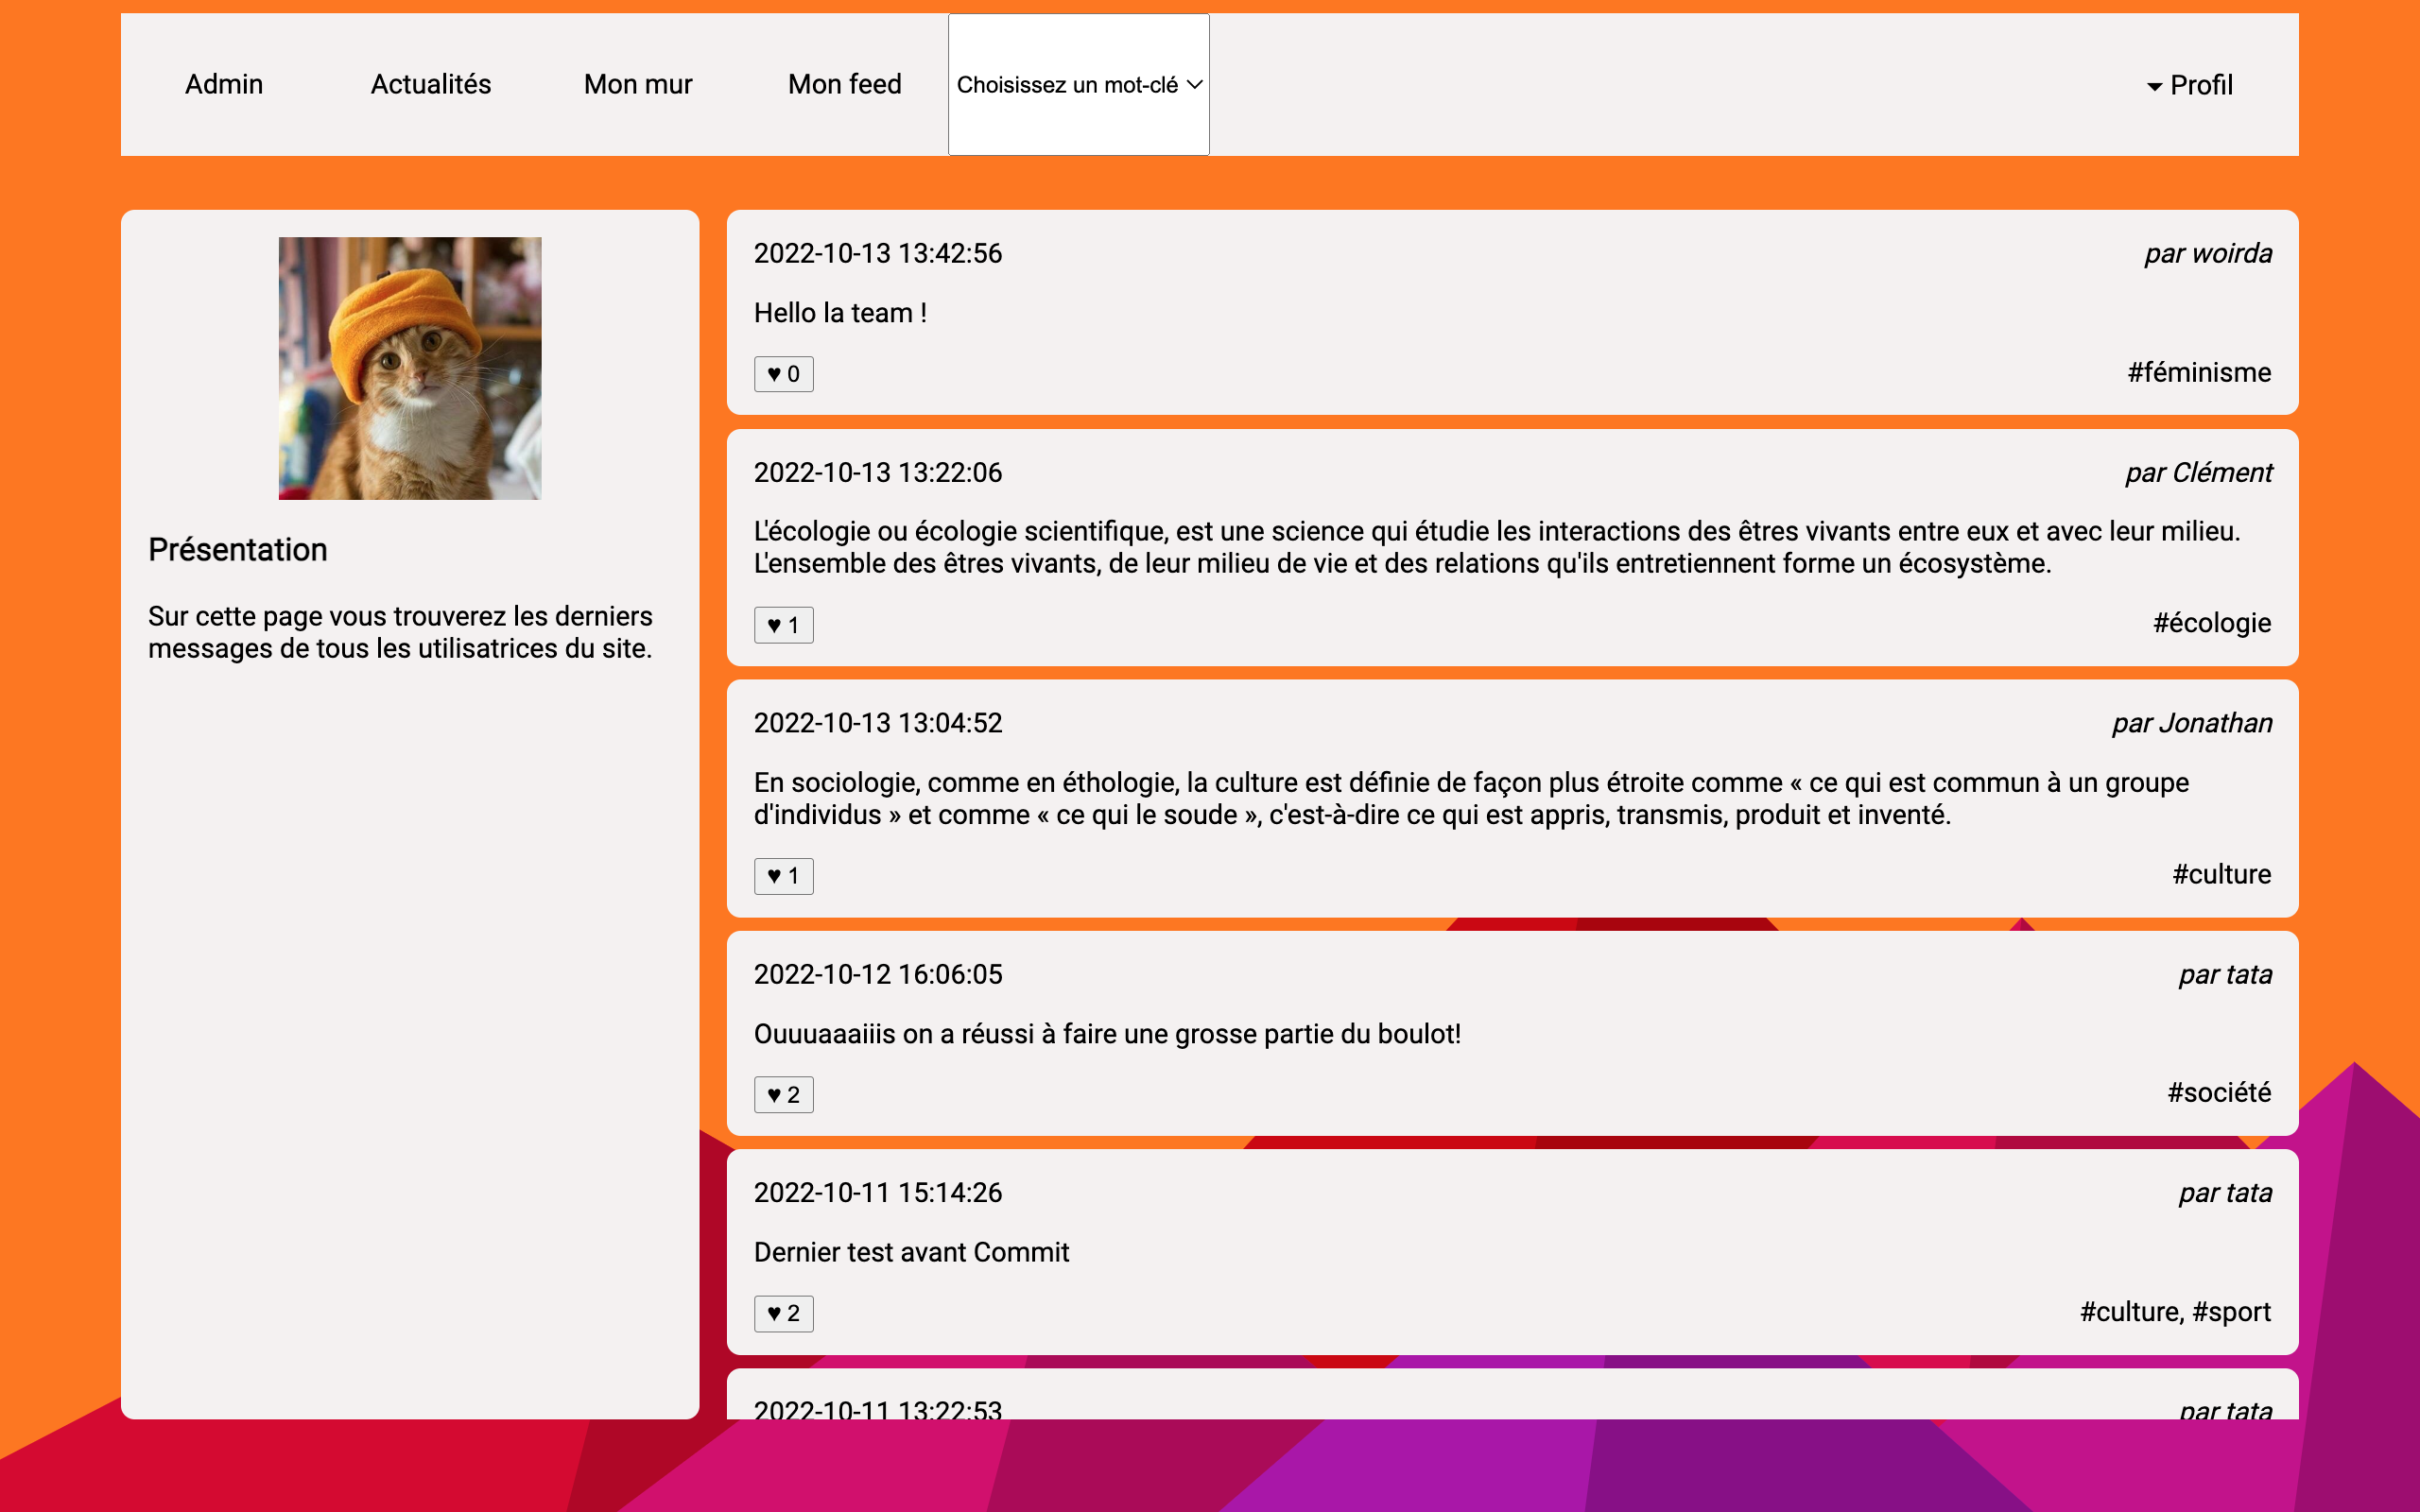 Admin Actualités Mon mur Mon feed Choisissez un mot-clé Profil
Présentation
Sur cette page vous trouverez les derniers
messages de tous les utilisatrices du site.
2022-10-13 13:42:56 par woirda
Hello la team !
♥ 0 #féminisme
2022-10-13 13:22:06 par Clément
L'écologie ou écologie scientifique, est une science qui étudie les interactions des êtres vivants entre eux et avec leur milieu.
L'ensemble des êtres vivants, de leur milieu de vie et des relations qu'ils entretiennent forme un écosystème.
♥ 1 #écologie
2022-10-13 13:04:52 par Jonathan
En sociologie, comme en éthologie, la culture est définie de façon plus étroite comme « ce qui est commun à un groupe
d'individus » et comme « ce qui le soude », c'est-à-dire ce qui est appris, transmis, produit et inventé.
♥ 1 #culture
2022-10-12 16:06:05 par tata
Ouuuaaaiiis on a réussi à faire une grosse partie du boulot!
♥ 2 #société
2022-10-11 15:14:26 par tata
Dernier test avant Commit
♥ 2 #culture, #sport
2022-10-11 13:22:53 par tata